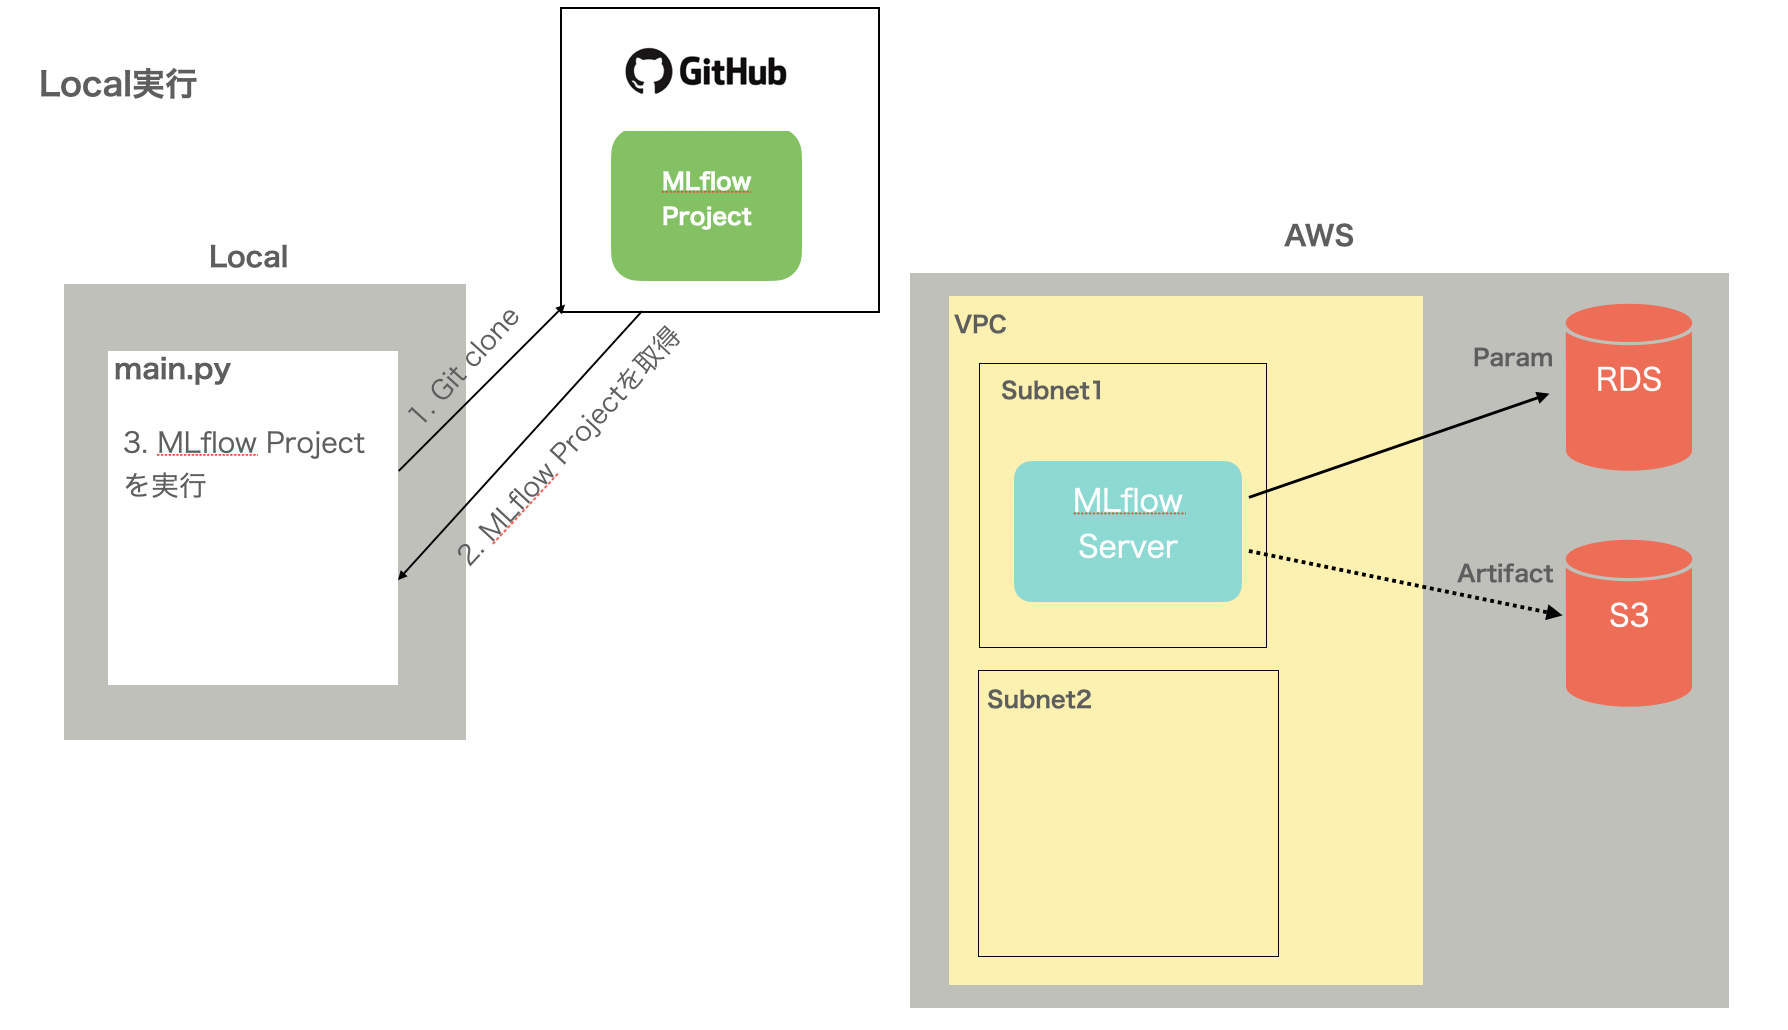 Local実行
GitHub
MLflow
Project
Local
main.py
3. MLflow Project
を実行
1. Git clone
2. MLflow Projectを取得
AWS
VPC
Subnet1
MLflow
Server
Subnet2
Param
RDS
Artifact
S3